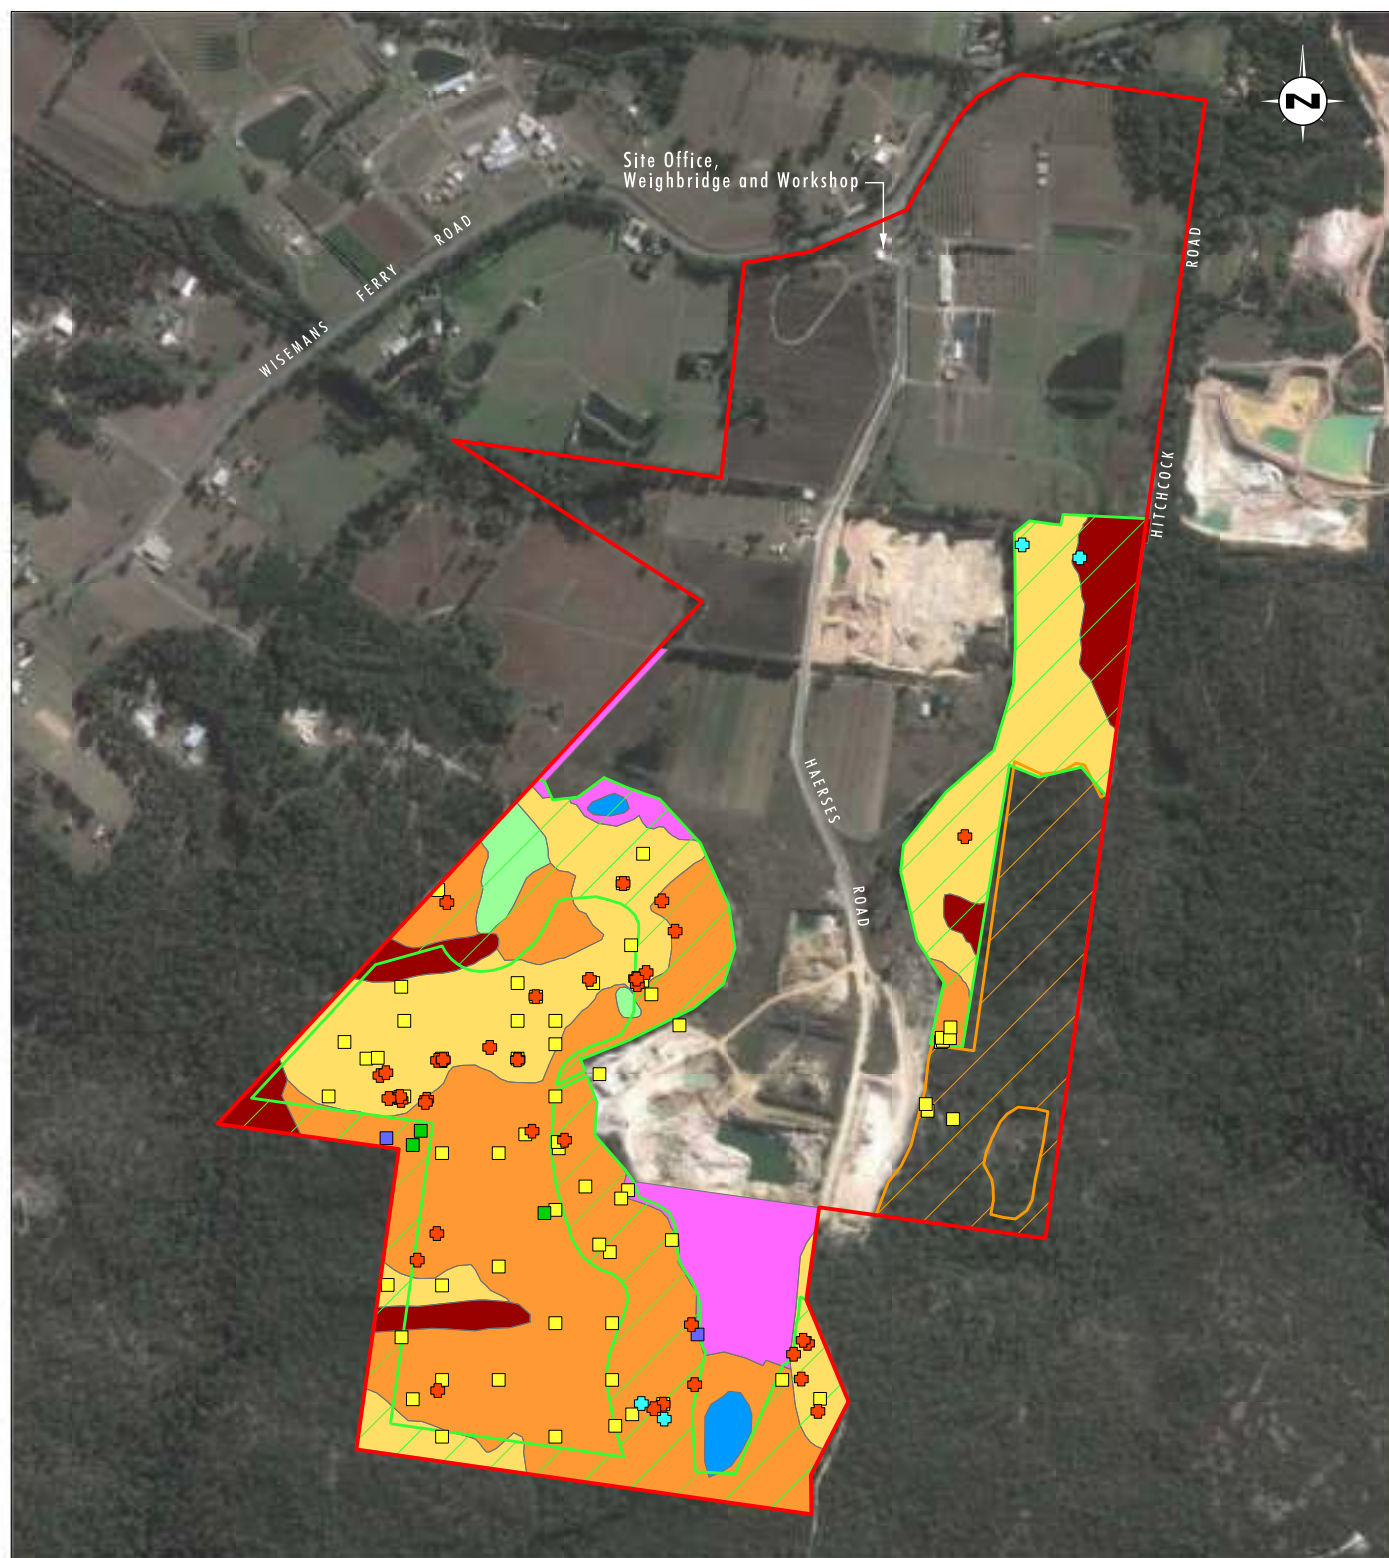 N
Site Office,
Weighbridge and Workshop
ROAD
WISEMANS FERRY ROAD
HITCHCOCK
HAERSES
ROAD